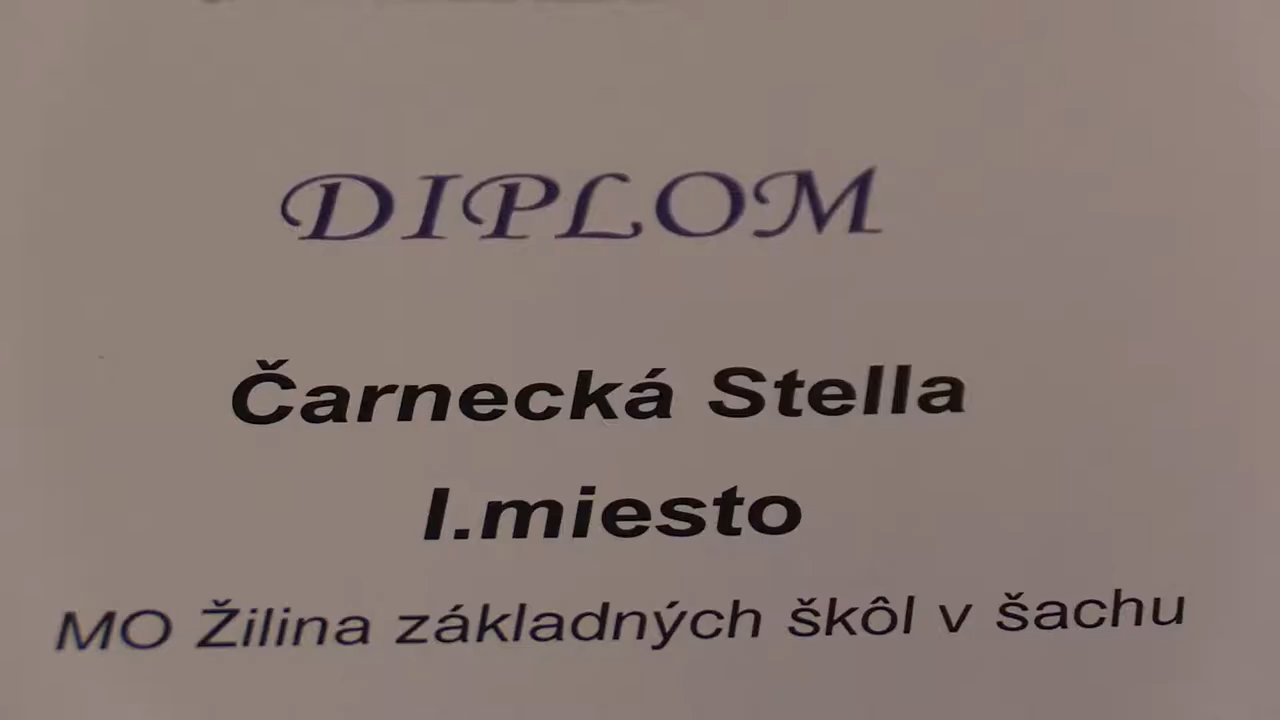 DIPLOM
Čarnecká Stella
I.miesto
MO Žilina základných škôl v šachu